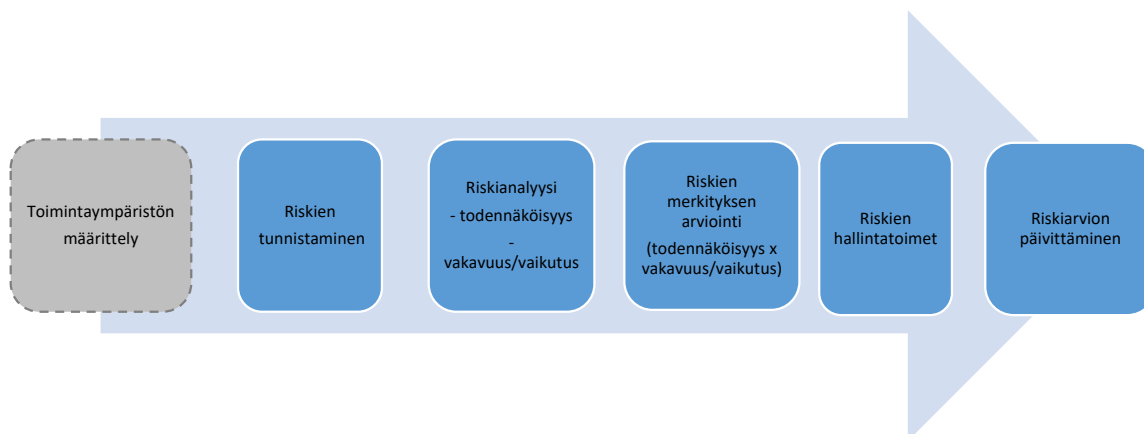 Toimintaympäristön
määrittely
Riskien
tunnistaminen
Riskianalyysi
- todennäköisyys
-
vakavuus/vaikutus
Riskien
merkityksen
arviointi
(todennäköisyys x
vakavuus/vaikutus)
Riskien
hallintatoimet
Riskiarvion
päivittäminen